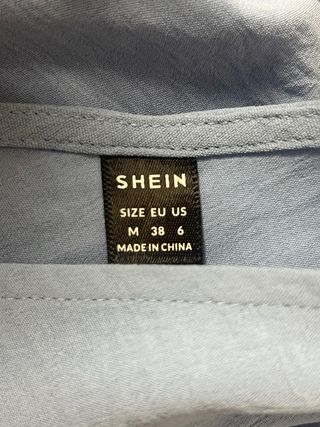 SHEIN
SIZE EU US
M 38 6
MADE IN CHINA